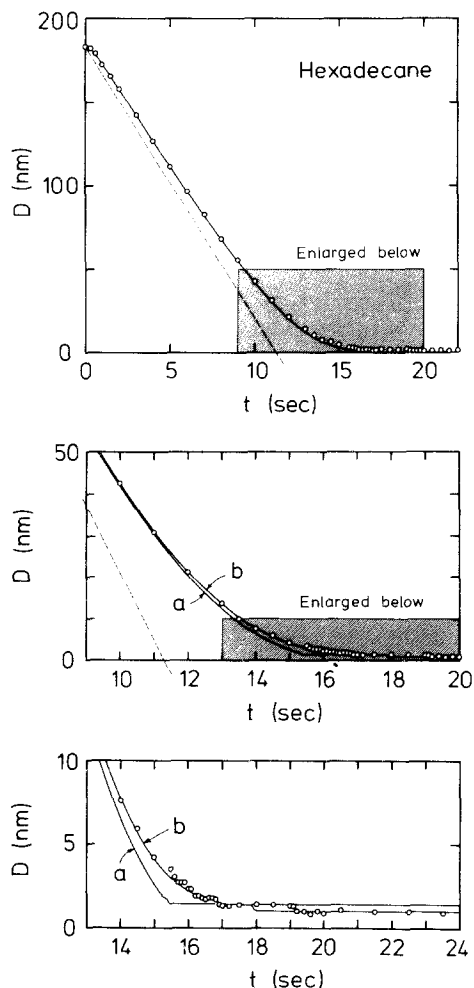 200
Hexadecane
D (nm)
100
Enlarged below
0
0 5 10 15 20
t (sec)
50
D (nm)
b
a
Enlarged below
0
10 12 14 16 18 20
t (sec)
10
D (nm)
5
b
a
0
14 16 18 20 22 24
t (sec)